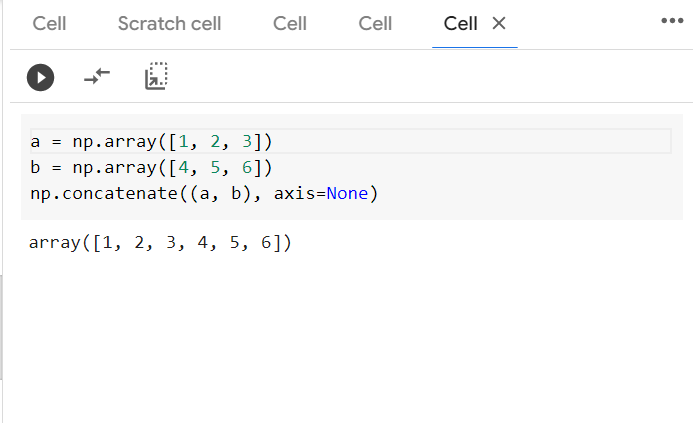 Cell Scratch cell Cell Cell Cell
a = np.array([1, 2, 3])
b = np.array([4, 5, 6])
np.concatenate((a, b), axis=None)
array([1, 2, 3, 4, 5, 6])